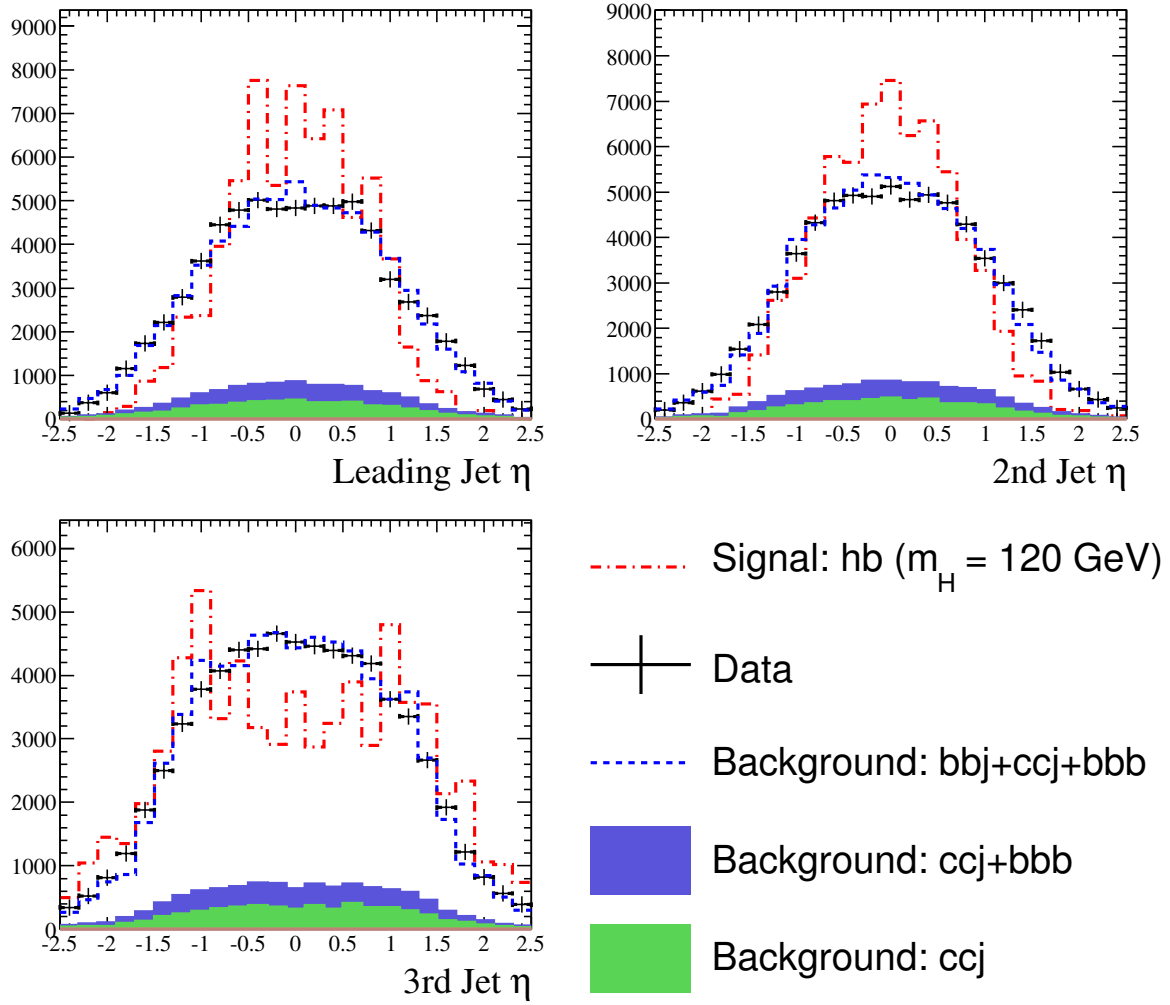 9000
8000
7000
6000
5000
4000
3000
2000
1000
0
-2.5 -2 -1.5 -1 -0.5 0 0.5 1 1.5 2 2.5
Leading Jet η
9000
8000
7000
6000
5000
4000
3000
2000
1000
0
-2.5 -2 -1.5 -1 -0.5 0 0.5 1 1.5 2 2.5
2nd Jet η
6000
5000
4000
3000
2000
1000
0
-2.5 -2 -1.5 -1 -0.5 0 0.5 1 1.5 2 2.5
3rd Jet η
Signal: hb (m_H = 120 GeV)
Data
Background: bbj+ccj+bbb
Background: ccj+bbb
Background: ccj